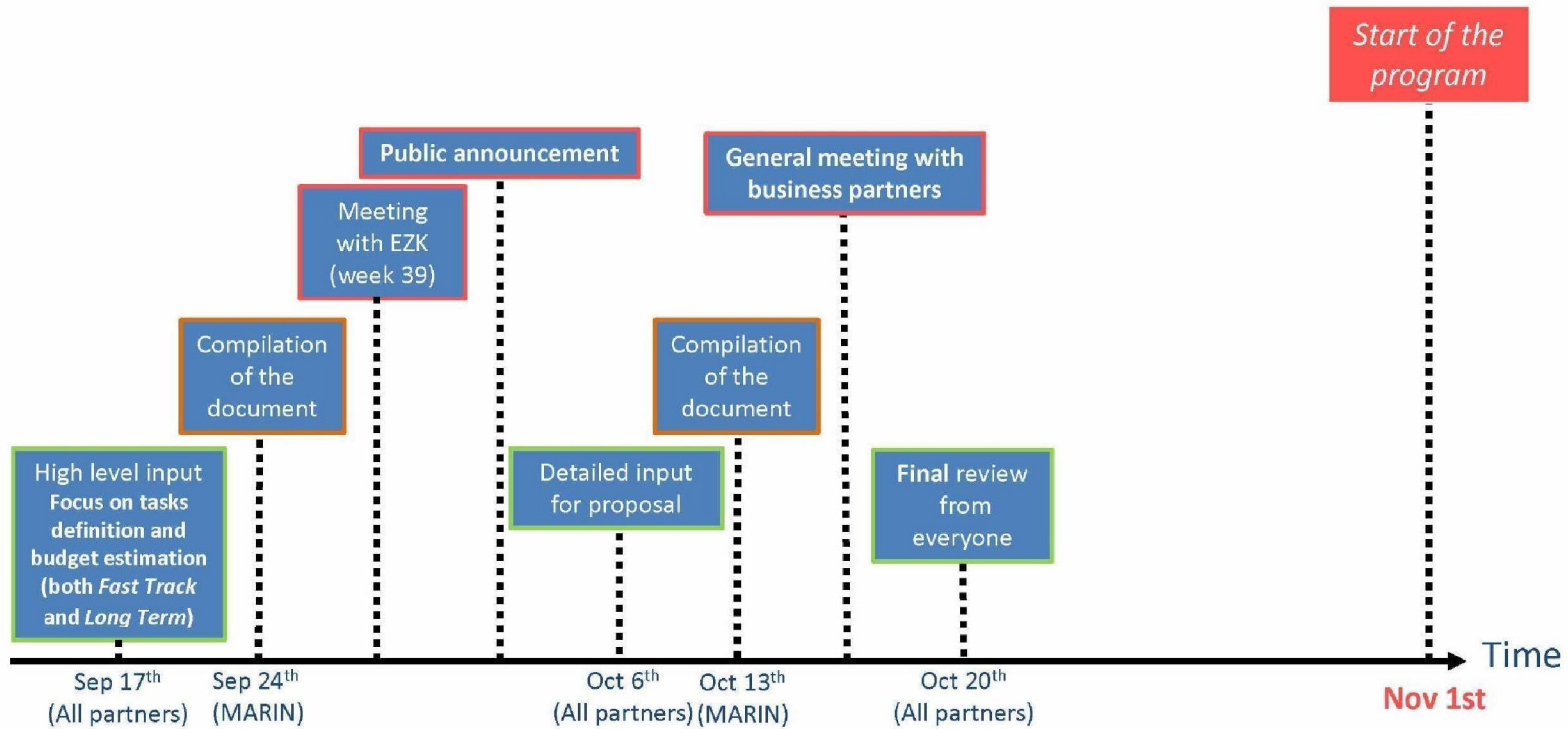 Start of the
program
Public announcement
General meeting with
business partners
Meeting
with EZK
(week 39)
Compilation
of the
document
Compilation
of the
document
High level input
Focus on tasks
definition and
budget estimation
(both Fast Track
and Long Term)
Detailed input
for proposal
Final review
from
everyone
Time
Sep 17th
(All partners)
Sep 24th
(MARIN)
Oct 6th
(All partners)
Oct 13th
(MARIN)
Oct 20th
(All partners)
Nov 1st